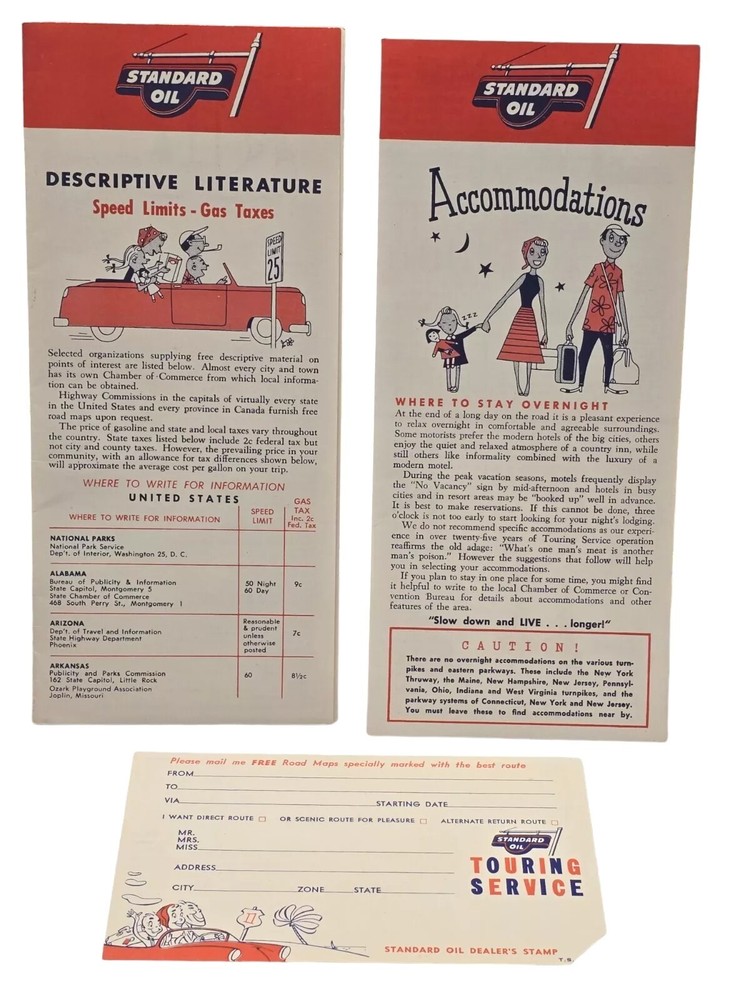 STANDARD
OIL
DESCRIPTIVE LITERATURE
Speed Limits - Gas Taxes
SPEED
LIMIT
25
Selected organizations supplying free descriptive material on
points of interest are listed below. Almost every city and town
has its own Chamber of Commerce from which local informa-
tion can be obtained.
Highway Commissions in the capitals of virtually every state
in the United States and every province in Canada furnish free
road maps upon request.
The price of gasoline and state and local taxes vary throughout
the country. State taxes listed below include 2c federal tax but
not city and county taxes. However, the prevailing price in your
community, with an allowance for tax differences shown below,
will approximate the average cost per gallon on your trip.
WHERE TO WRITE FOR INFORMATION
UNITED STATES
WHERE TO WRITE FOR INFORMATION
SPEED
LIMIT
GAS
TAX
Inc. 2c
Fed. Tax
NATIONAL PARKS
National Park Service
Dep't. of Interior, Washington 25, D. C.
ALABAMA
Bureau of Publicity & Information
State Capitol, Montgomery 5
State Chamber of Commerce
468 South Perry St., Montgomery 1
50 Night
60 Day
9c
ARIZONA
Dep't. of Travel and Information
State Highway Department
Phoenix
Reasonable
& prudent
unless
otherwise
posted
7c
ARKANSAS
Publicity and Parks Commission
162 State Capitol, Little Rock
Ozark Playground Association
Joplin, Missouri
60
8½c
STANDARD
OIL
Accommodations
zzz
WHERE TO STAY OVERNIGHT
At the end of a long day on the road it is a pleasant experience
to relax overnight in comfortable and agreeable surroundings.
Some motorists prefer the modern hotels of the big cities, others
enjoy the quiet and relaxed atmosphere of a country inn, while
still others like informality combined with the luxury of a
modern motel.
During the peak vacation seasons, motels frequently display
the "No Vacancy" sign by mid-afternoon and hotels in busy
cities and in resort areas may be "booked up" well in advance.
It is best to make reservations. If this cannot be done, three
o'clock is not too early to start looking for your night's lodging.
We do not recommend specific accommodations as our experi-
ence in over twenty-five years of Touring Service operation
reaffirms the old adage: "What's one man's meat is another
man's poison." However the suggestions that follow will help
you in selecting your accommodations.
If you plan to stay in one place for some time, you might find
it helpful to write to the local Chamber of Commerce or Con-
vention Bureau for details about accommodations and other
features of the area.
"Slow down and LIVE . . . longer!"
CAUTION!
There are no overnight accommodations on the various turn-
pikes and eastern parkways. These include the New York
Thruway, the Maine, New Hampshire, New Jersey, Pennsyl-
vania, Ohio, Indiana and West Virginia turnpikes, and the
parkway systems of Connecticut, New York and New Jersey.
You must leave these to find accommodations near by.
Please mail me FREE Road Maps specially marked with the best route
FROM
TO
VIA STARTING DATE
I WANT DIRECT ROUTE OR SCENIC ROUTE FOR PLEASURE ALTERNATE RETURN ROUTE
MR.
MRS.
MISS
ADDRESS
CITY ZONE STATE
STANDARD
OIL
TOURING
SERVICE
STANDARD OIL DEALER'S STAMP